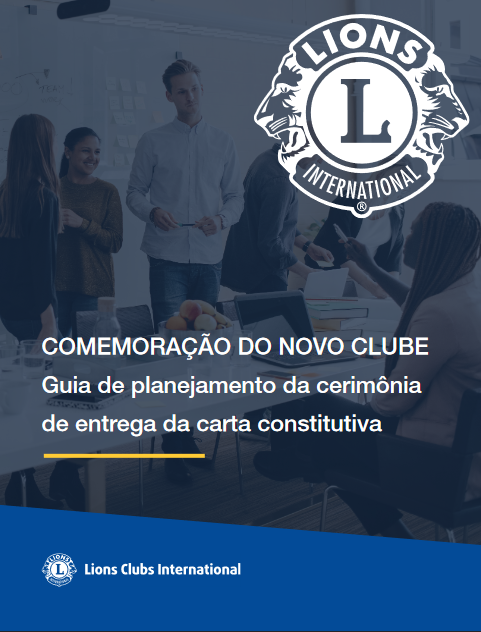 LIONS
L
INTERNATIONAL
®
COMEMORAÇÃO DO NOVO CLUBE
Guia de planejamento da cerimônia
de entrega da carta constitutiva
LIONS
L
Lions Clubs International